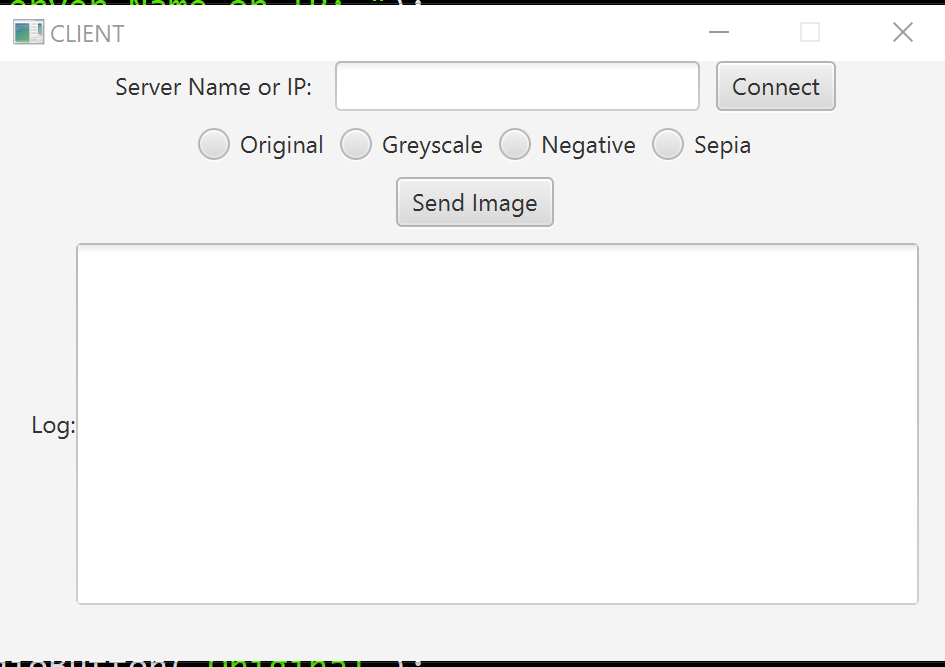 CLIENT
Server Name or IP:
Connect
Original
Greyscale
Negative
Sepia
Send Image
Log: